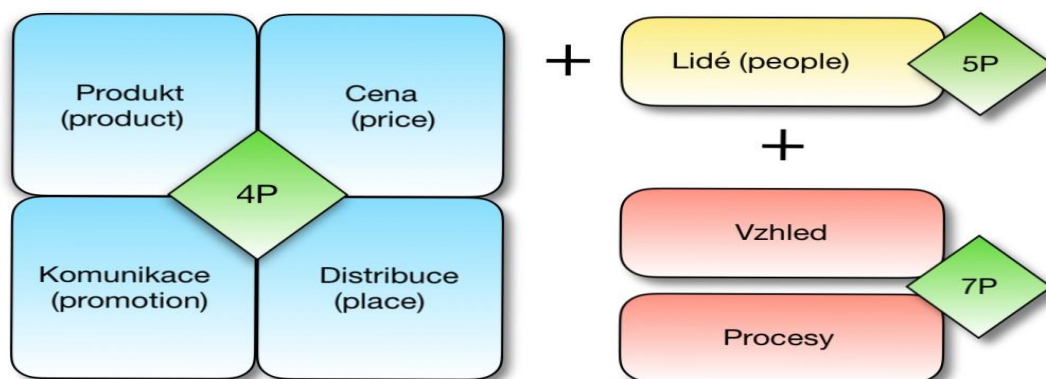 Produkt
(product)
Cena
(price)
4P
Komunikace
(promotion)
Distribuce
(place)
+
Lidé (people)
5P
+
Vzhled
7P
Procesy